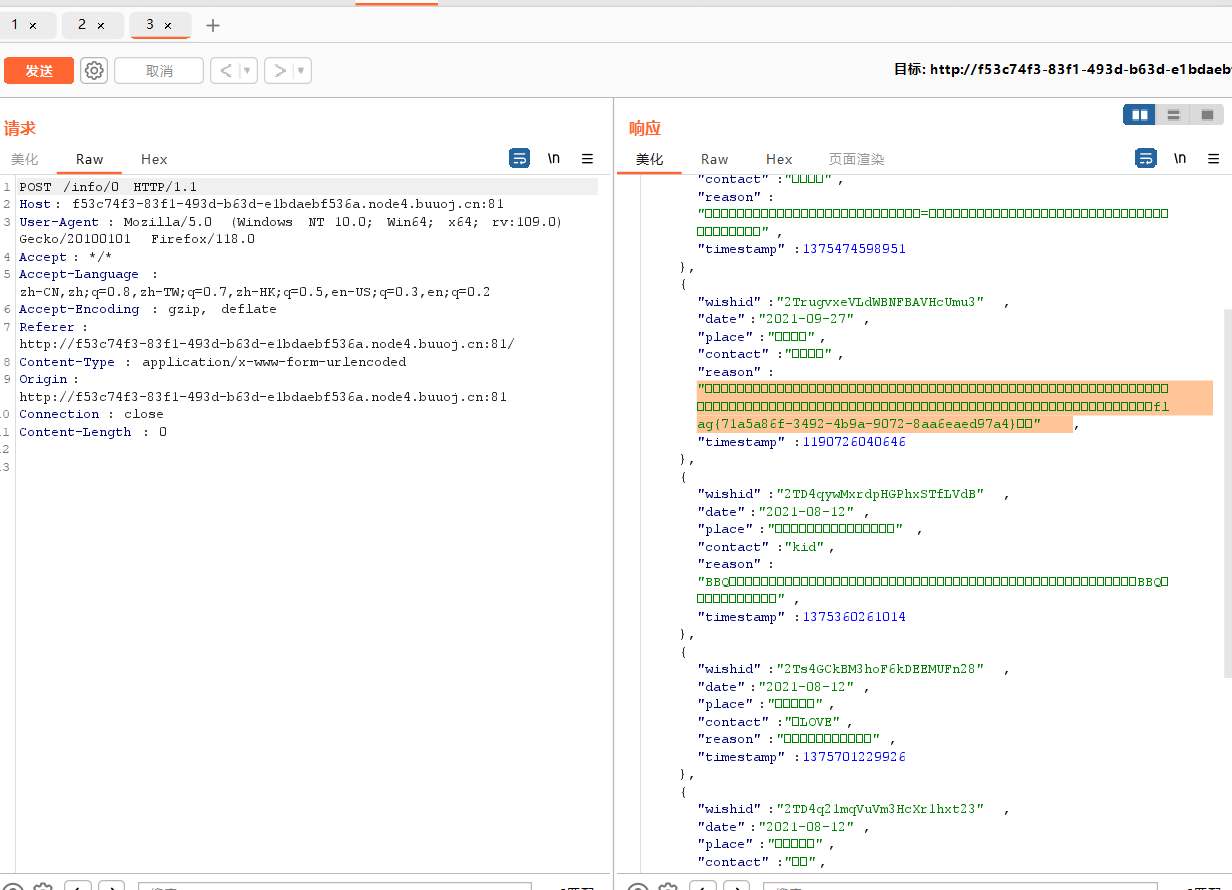 1 × 2 × 3 × +
发送 取消 < ▾ > ▾
目标: http://f53c74f3-83f1-493d-b63d-e1bdaeb
请求
美化 Raw Hex \n
1 POST /info/0 HTTP/1.1
2 Host : f53c74f3-83f1-493d-b63d-e1bdaebf536a.node4.buuoj.cn:81
3 User-Agent : Mozilla/5.0 (Windows NT 10.0; Win64; x64; rv:109.0)
Gecko/20100101 Firefox/118.0
4 Accept : */*
5 Accept-Language :
zh-CN,zh;q=0.8,zh-TW;q=0.7,zh-HK;q=0.5,en-US;q=0.3,en;q=0.2
6 Accept-Encoding : gzip, deflate
7 Referer :
http://f53c74f3-83f1-493d-b63d-e1bdaebf536a.node4.buuoj.cn:81/
8 Content-Type : application/x-www-form-urlencoded
9 Origin :
http://f53c74f3-83f1-493d-b63d-e1bdaebf536a.node4.buuoj.cn:81
0 Connection : close
1 Content-Length : 0
2
3
响应
美化 Raw Hex 页面渲染 \n
"contact" :"" ,
"reason" :
"=
" ,
"timestamp" :1375474598951
},
{
"wishid" :"2TrugvxeVLdWBNFBAVHcUmu3" ,
"date" :"2021-09-27" ,
"place" :"" ,
"contact" :"" ,
"reason" :
"
fl
ag{71a5a86f-3492-4b9a-9072-8aa6eaed97a4}" ,
"timestamp" :1190726040646
},
{
"wishid" :"2TD4qywMxrdpHGPhxSTfLVdB" ,
"date" :"2021-08-12" ,
"place" :"" ,
"contact" :"kid" ,
"reason" :
"BBQBBQ
" ,
"timestamp" :1375360261014
},
{
"wishid" :"2Ts4GCkBM3hoF6kDEEMUFn28" ,
"date" :"2021-08-12" ,
"place" :"" ,
"contact" :"LOVE" ,
"reason" :"" ,
"timestamp" :1375701229926
},
{
"wishid" :"2TD4q2lmqVuVm3HcXrlhxt23" ,
"date" :"2021-08-12" ,
"place" :"" ,
"contact" :"" ,